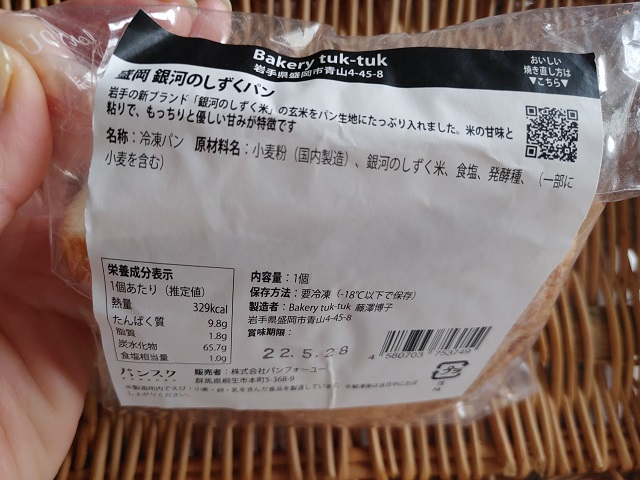 Bakery tuk-tuk
岩手県盛岡市青山4-45-8
おいしい
焼き直し方は
▼こちら▼
盛岡 銀河のしずくパン
岩手の新ブランド「銀河のしずく米」の玄米をパン生地にたっぷり入れました。米の甘味と
粘りで、もっちりと優しい甘みが特徴です
名称：冷凍パン 原材料名：小麦粉（国内製造）、銀河のしずく米、食塩、発酵種、（一部に
小麦を含む）
栄養成分表示
1個あたり（推定値）
熱量 329kcal
たんぱく質 9.8g
脂質 1.8g
炭水化物 65.7g
食塩相当量 1.0g
内容量：1個
保存方法：要冷凍（-18℃以下で保存）
製造者：Bakery tuk-tuk 藤澤博子
岩手県盛岡市青山4-45-8
賞味期限：
22.5.28
4 580703 753749
パンスク
販売者：株式会社パンフォーユー
群馬県桐生市本町5-368-9
プラ